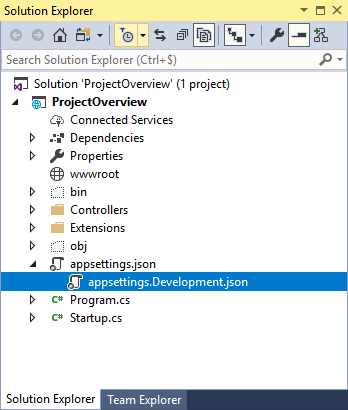 Solution Explorer
Search Solution Explorer (Ctrl+$)
Solution 'ProjectOverview' (1 project)
ProjectOverview
Connected Services
Dependencies
Properties
wwwroot
bin
Controllers
Extensions
obj
appsettings.json
appsettings.Development.json
C# Program.cs
C# Startup.cs
Solution Explorer Team Explorer